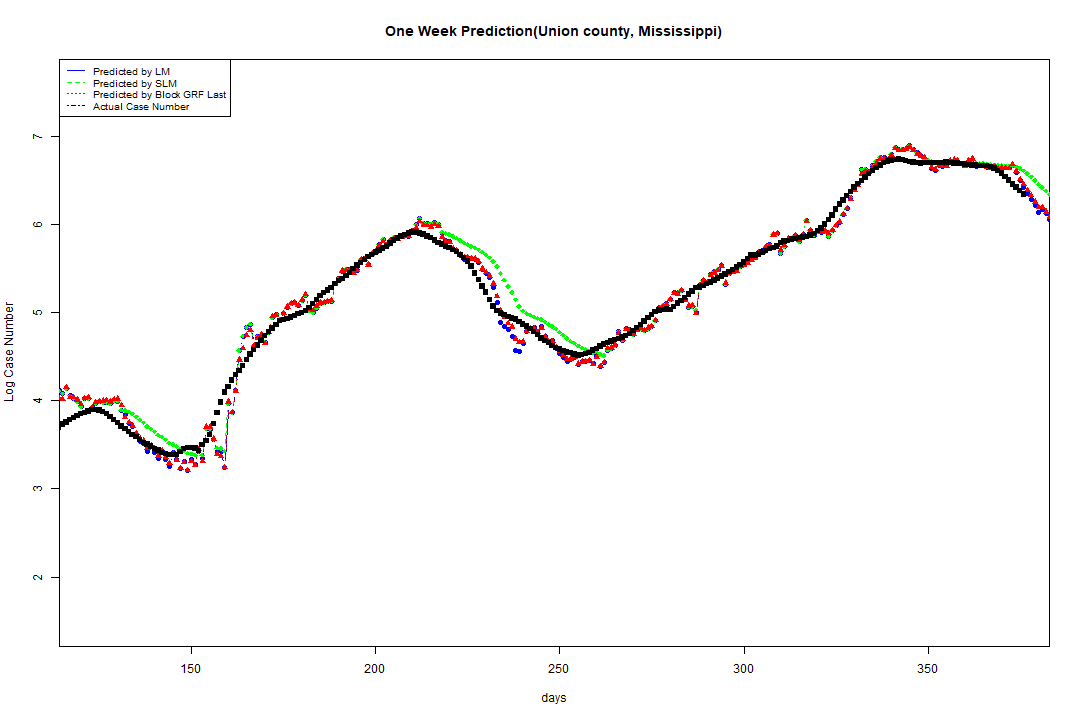 One Week Prediction(Union county, Mississippi)
Predicted by LM
Predicted by SLM
Predicted by Block GRF Last
Actual Case Number
7
6
5
4
3
2
Log Case Number
150 200 250 300 350
days